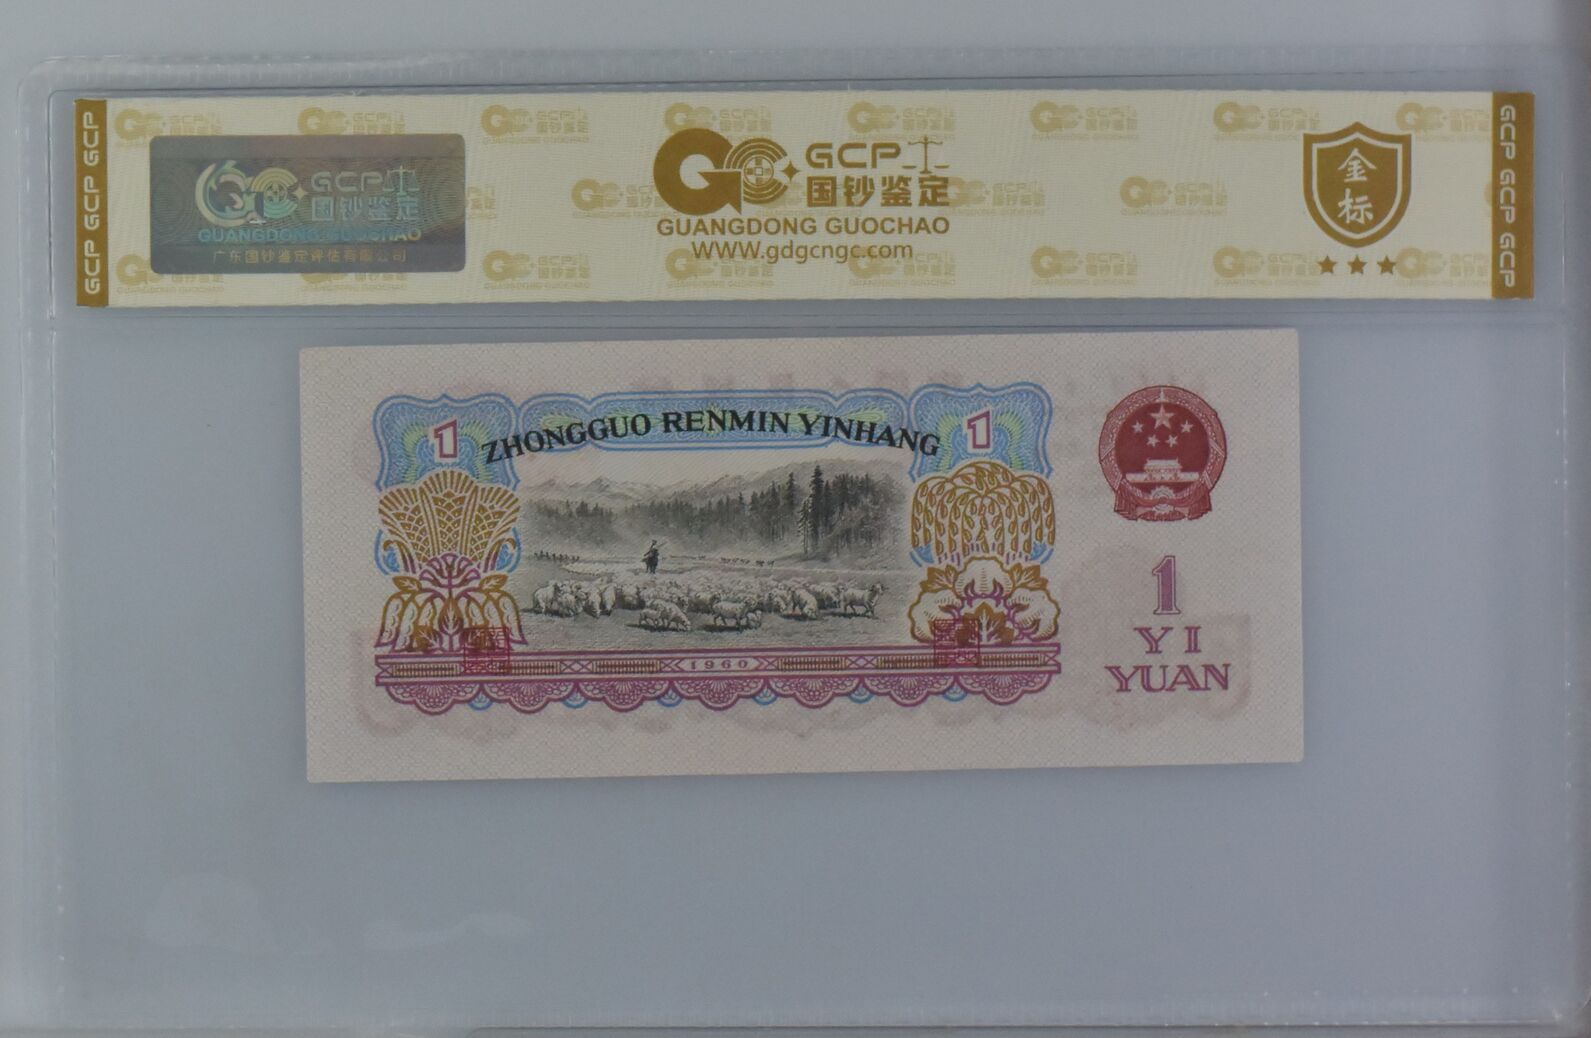 GCP GCP GCP
GCP
国钞鉴定
GUANGDONG GUOCHAO
广东国钞鉴定评估有限公司
GCP
国钞鉴定
GUANGDONG GUOCHAO
WWW.gdgcngc.com
金标
GCP GCP GCP
1
ZHONGGUO RENMIN YINHANG
1
1960
1
YI
YUAN